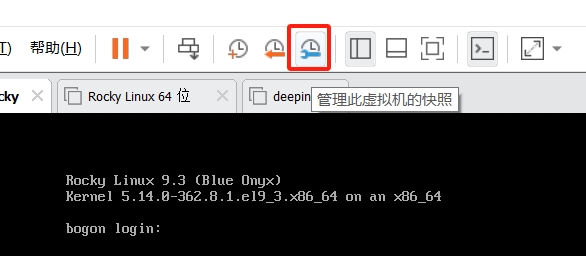 T) 帮助(H)
cky Rocky Linux 64 位 deepin
管理此虚拟机的快照
Rocky Linux 9.3 (Blue Onyx)
Kernel 5.14.0-362.8.1.el9_3.x86_64 on an x86_64
bogon login: